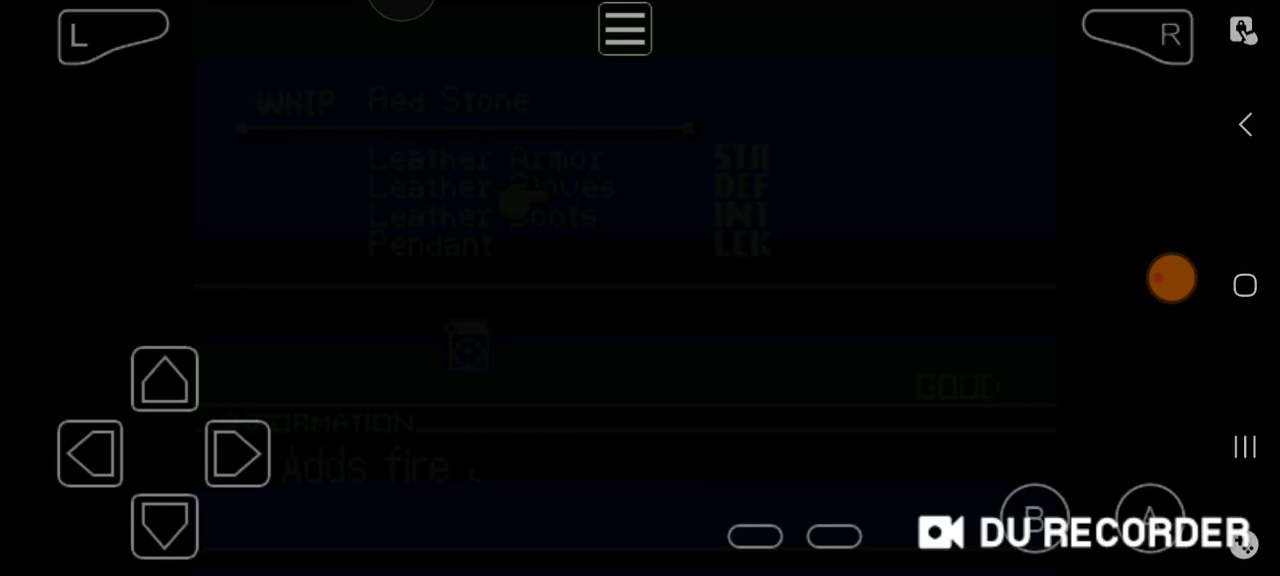 L
R
WHIP Red Stone
Leather Armor STR
Leather Gloves DEF
Leather Boots INT
Pendant LCK
GOOD
INFORMATION
Adds fire
B A
DU RECORDER